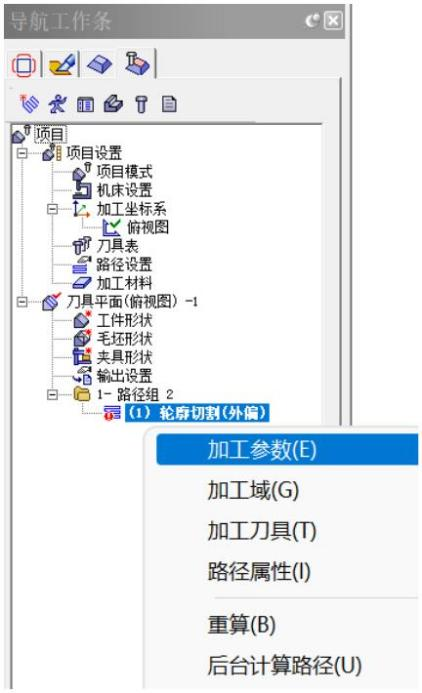 导航工作条
项目
项目设置
项目模式
机床设置
加工坐标系
俯视图
刀具表
路径设置
加工材料
刀具平面(俯视图) -1
工件形状
毛坯形状
夹具形状
输出设置
1- 路径组 2
(1) 轮廓切割(外偏)
加工参数(E)
加工域(G)
加工刀具(T)
路径属性(I)
重算(B)
后台计算路径(U)